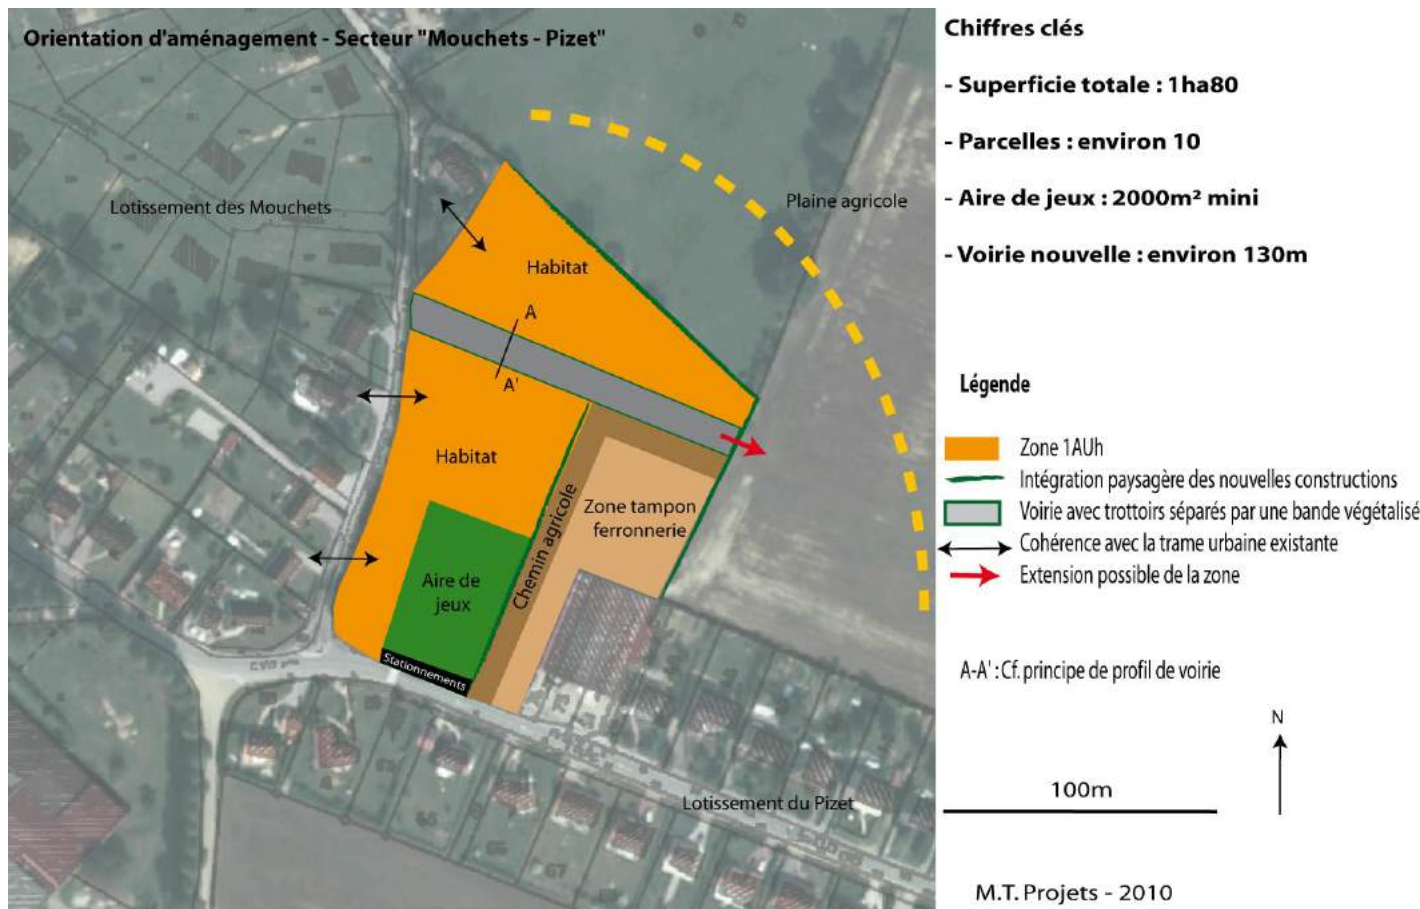 Orientation d'aménagement - Secteur "Mouchets - Pizet"
Lotissement des Mouchets
Plaine agricole
Habitat
A
A'
Habitat
Zone tampon
ferronnerie
Chemin agricole
Aire de
jeux
Stationnements
Lotissement du Pizet
Chiffres clés
- Superficie totale : 1ha80
- Parcelles : environ 10
- Aire de jeux : 2000m² mini
- Voirie nouvelle : environ 130m
Légende
Zone 1AUh
Intégration paysagère des nouvelles constructions
Voirie avec trottoirs séparés par une bande végétalisé
Cohérence avec la trame urbaine existante
Extension possible de la zone
A-A' : Cf. principe de profil de voirie
N
100m
M.T. Projets - 2010